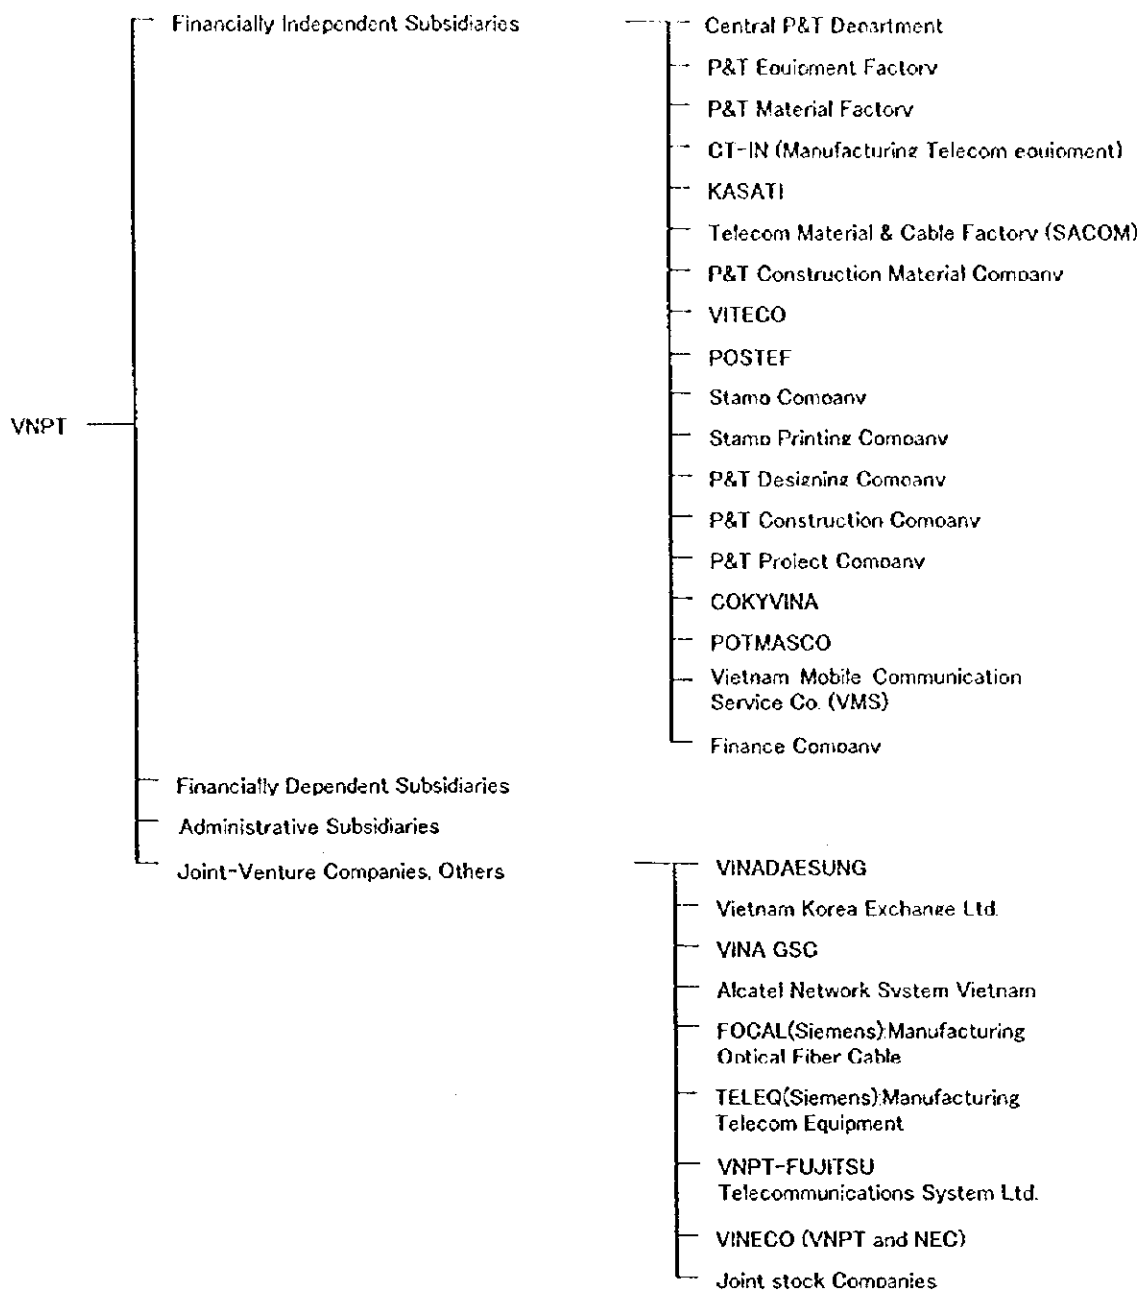 Financially Independent Subsidiaries
Central P&T Department
P&T Equipment Factory
P&T Material Factory
CT-IN (Manufacturing Telecom equipment)
KASATI
Telecom Material & Cable Factory (SACOM)
P&T Construction Material Company
VITECO
POSTEF
Stamp Company
VNPT
Stamp Printing Company
P&T Designing Company
P&T Construction Company
P&T Project Company
COKYVINA
POTMASCO
Vietnam Mobile Communication
Service Co. (VMS)
Finance Company
Financially Dependent Subsidiaries
Administrative Subsidiaries
Joint-Venture Companies, Others
VINADAESUNG
Vietnam Korea Exchange Ltd.
VINA GSC
Alcatel Network System Vietnam
FOCAL(Siemens):Manufacturing
Optical Fiber Cable
TELEQ(Siemens):Manufacturing
Telecom Equipment
VNPT-FUJITSU
Telecommunications System Ltd.
VINECO (VNPT and NEC)
Joint stock Companies